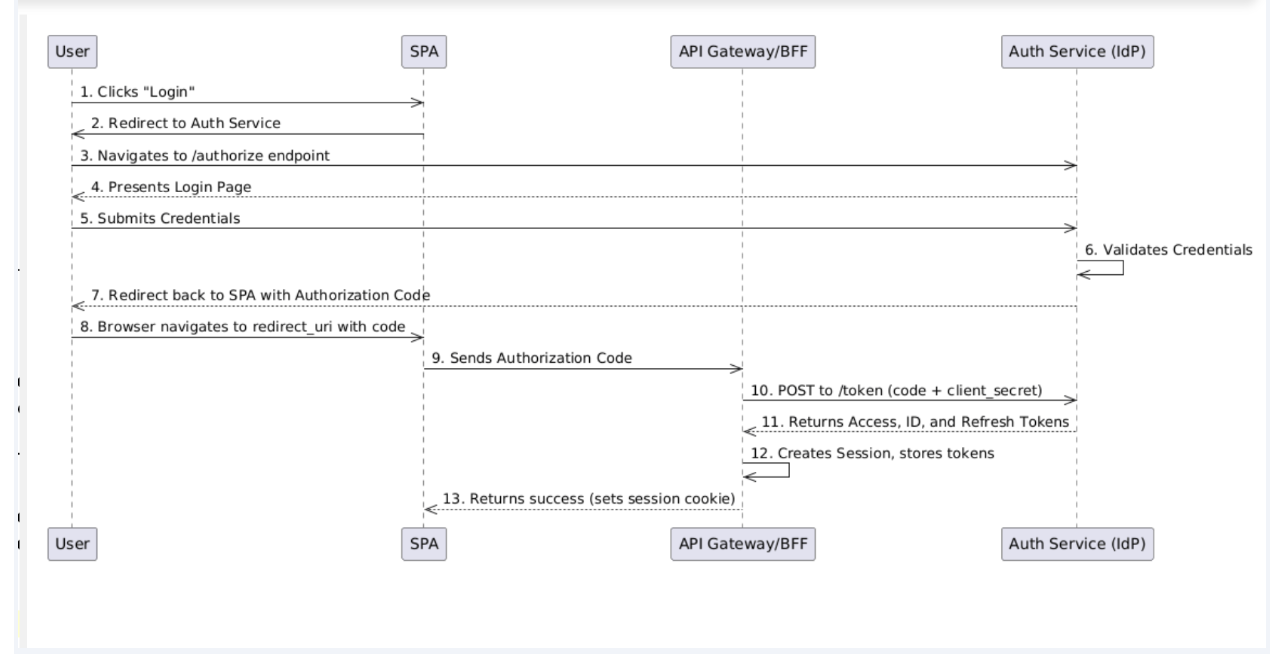 User SPA API Gateway/BFF Auth Service (IdP)
1. Clicks "Login"
2. Redirect to Auth Service
3. Navigates to /authorize endpoint
4. Presents Login Page
5. Submits Credentials
6. Validates Credentials
7. Redirect back to SPA with Authorization Code
8. Browser navigates to redirect_uri with code
9. Sends Authorization Code
10. POST to /token (code + client_secret)
11. Returns Access, ID, and Refresh Tokens
12. Creates Session, stores tokens
13. Returns success (sets session cookie)
User SPA API Gateway/BFF Auth Service (IdP)